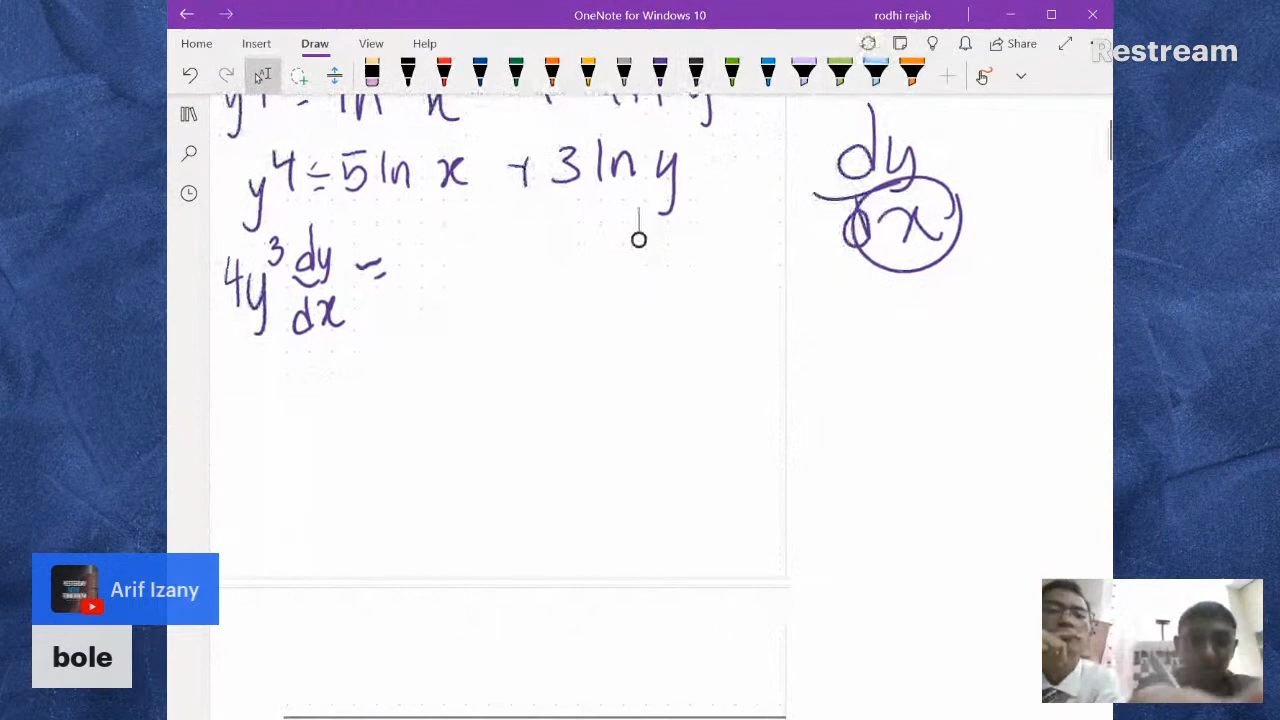 OneNote for Windows 10
rodhi rejab
Home Insert Draw View Help
Share
Restream
y⁴ = 5 ln x + 3 ln y
4y³ dy/dx =
dy
dx
Arif Izany
bole